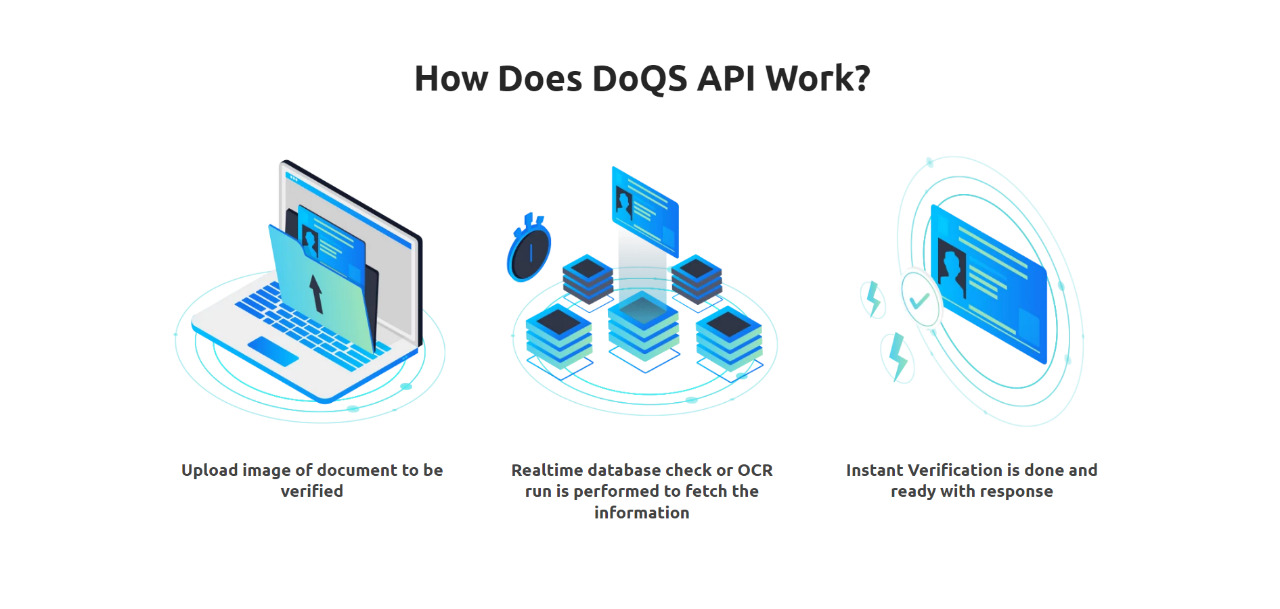 How Does DoQS API Work?
Upload image of document to be
verified
Realtime database check or OCR
run is performed to fetch the
information
Instant Verification is done and
ready with response